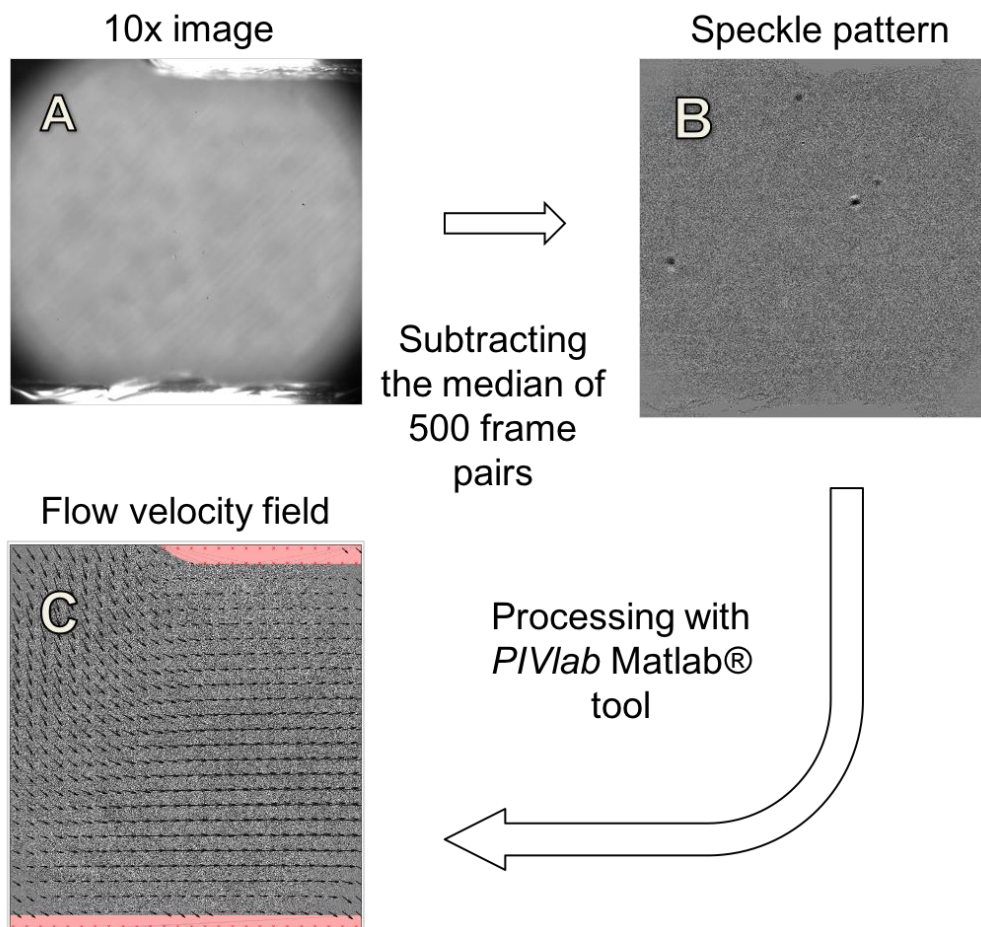 10x image
A
Speckle pattern
B
Subtracting
the median of
500 frame
pairs
Flow velocity field
C
Processing with
PIVlab Matlab®
tool